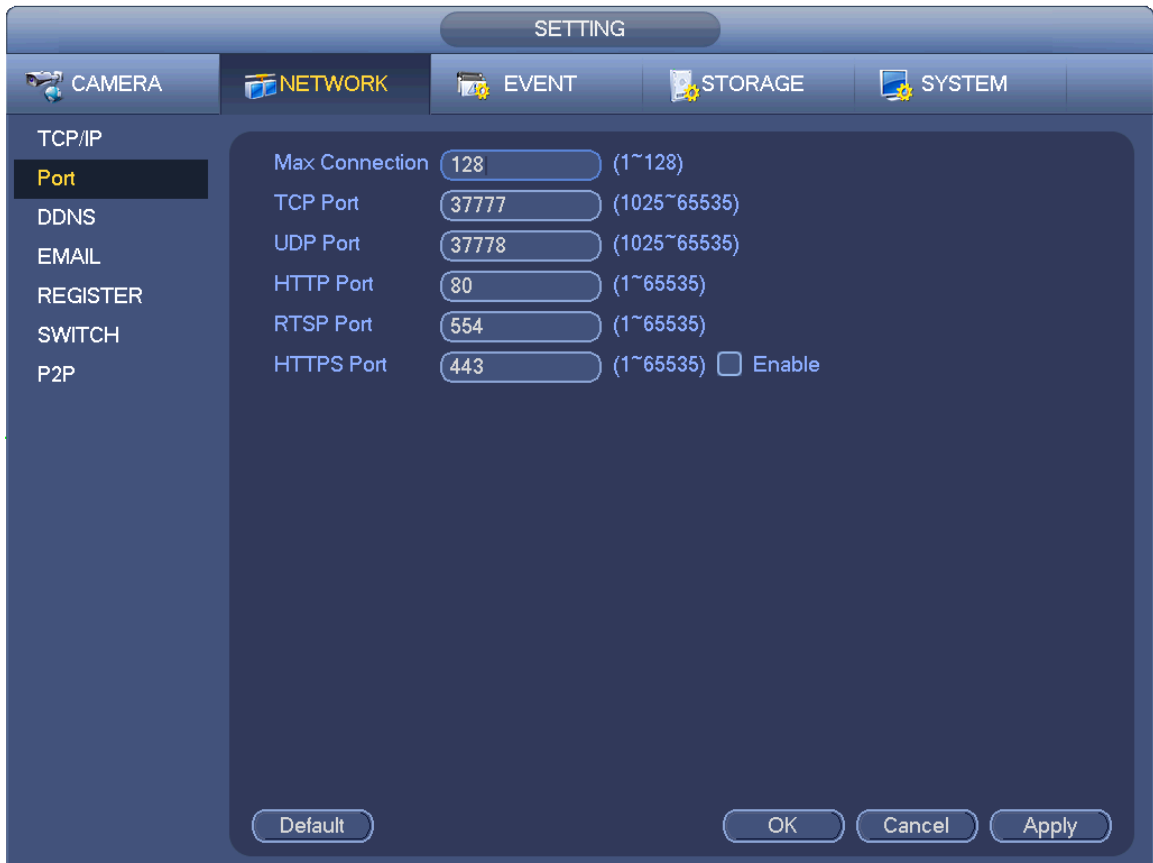 SETTING
CAMERA NETWORK EVENT STORAGE SYSTEM
TCP/IP
Port
DDNS
EMAIL
REGISTER
SWITCH
P2P
Max Connection 128 (1~128)
TCP Port 37777 (1025~65535)
UDP Port 37778 (1025~65535)
HTTP Port 80 (1~65535)
RTSP Port 554 (1~65535)
HTTPS Port 443 (1~65535) Enable
Default OK Cancel Apply